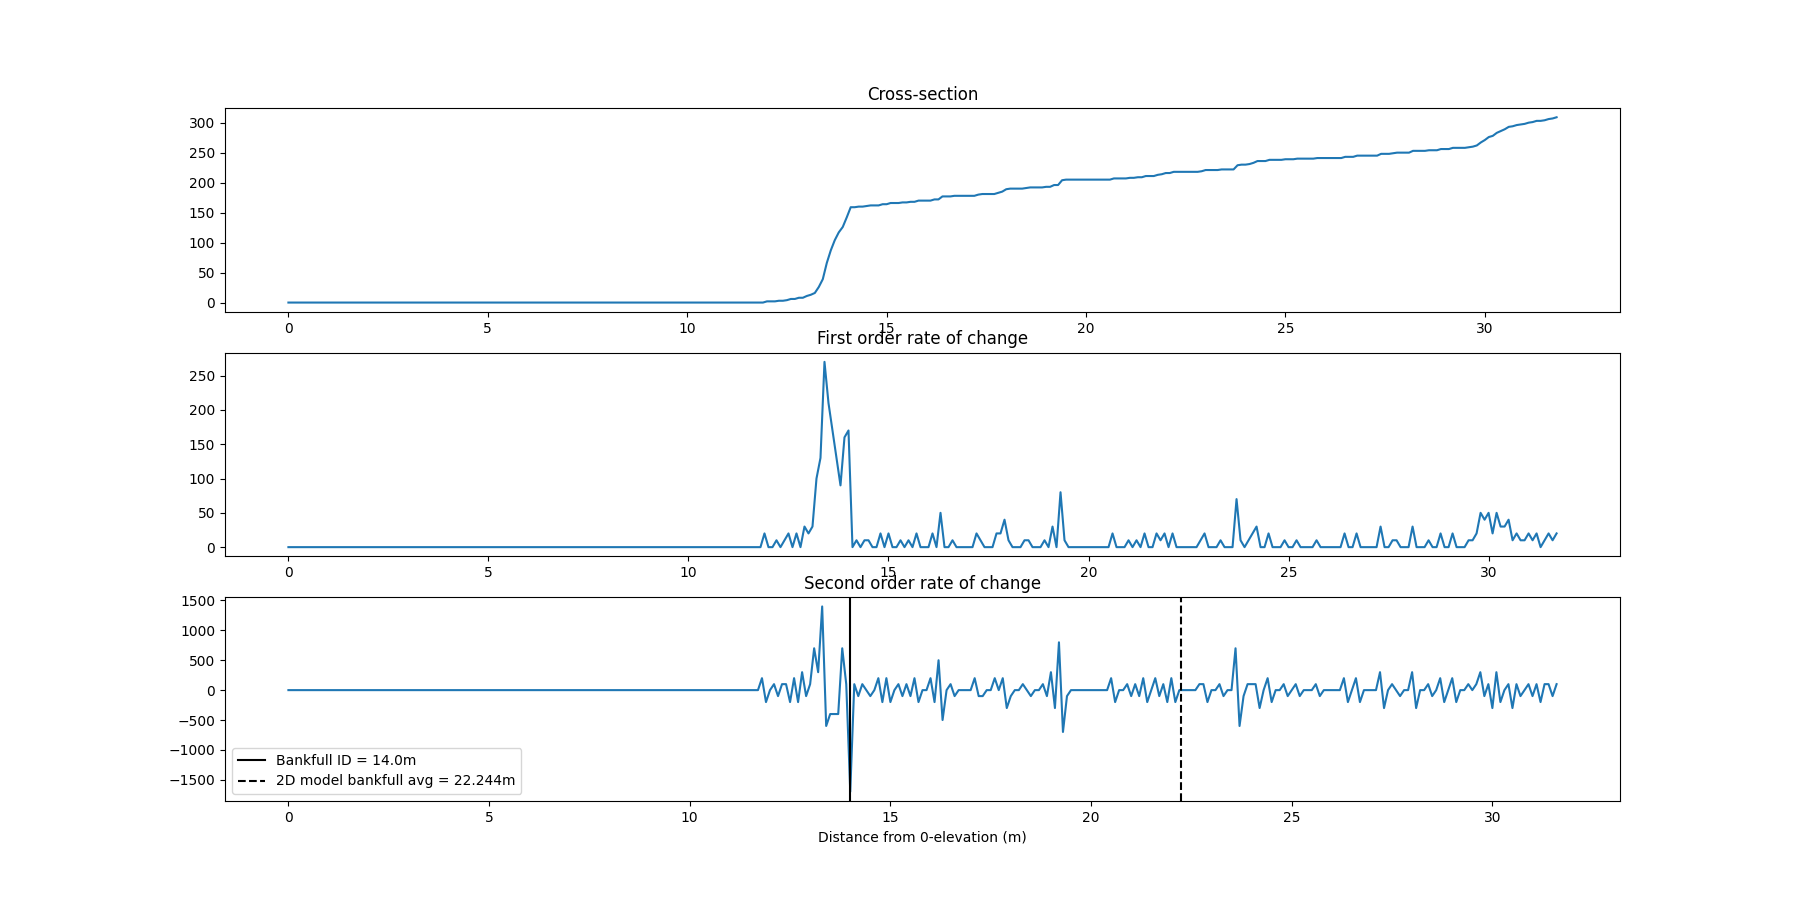 Cross-section
300
250
200
150
100
50
0
0 5 10 15 20 25 30
First order rate of change
250
200
150
100
50
0
0 5 10 15 20 25 30
Second order rate of change
1500
1000
500
0
−500
−1000
−1500
Bankfull ID = 14.0m
2D model bankfull avg = 22.244m
0 5 10 15 20 25 30
Distance from 0-elevation (m)